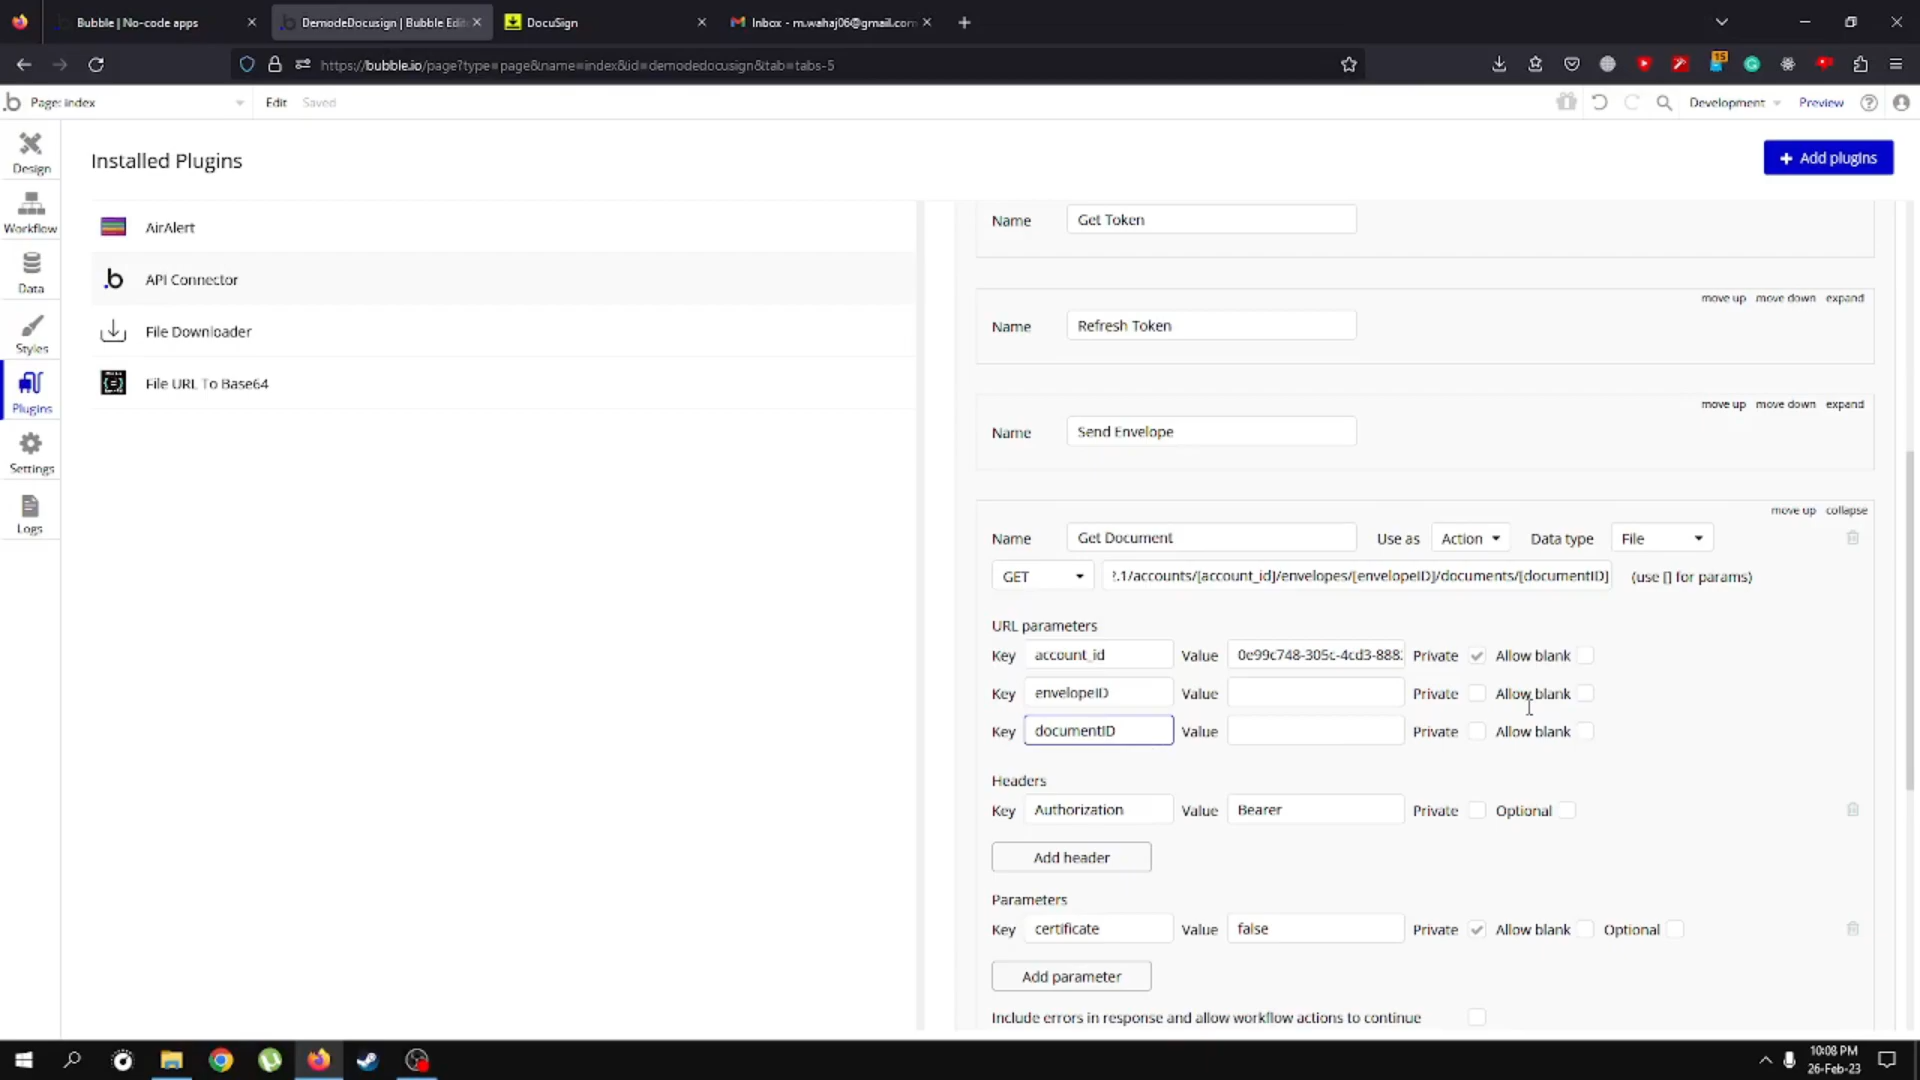 Bubble | No-code apps
DemodeDocusign | Bubble Edit
DocuSign
Inbox - m.wahaj06@gmail.com
https://bubble.io/page?type=page&name=index&id=demodedocusign&tab=tabs-5
15
Page: index
Edit
Saved
Development
Preview
Design
Workflow
Data
Styles
Plugins
Settings
Logs
Installed Plugins
Add plugins
AirAlert
API Connector
File Downloader
File URL To Base64
Name Get Token
move up move down expand
Name Refresh Token
move up move down expand
Name Send Envelope
move up collapse
Name Get Document Use as Action Data type File
GET ?.1/accounts/[account_id]/envelopes/[envelopeID]/documents/[documentID] (use [] for params)
URL parameters
Key account_id Value 0e99c748-305c-4cd3-888 Private Allow blank
Key envelopeID Value Private Allow blank
Key documentID Value Private Allow blank
Headers
Key Authorization Value Bearer Private Optional
Add header
Parameters
Key certificate Value false Private Allow blank Optional
Add parameter
Include errors in response and allow workflow actions to continue
10:08 PM
26-Feb-23